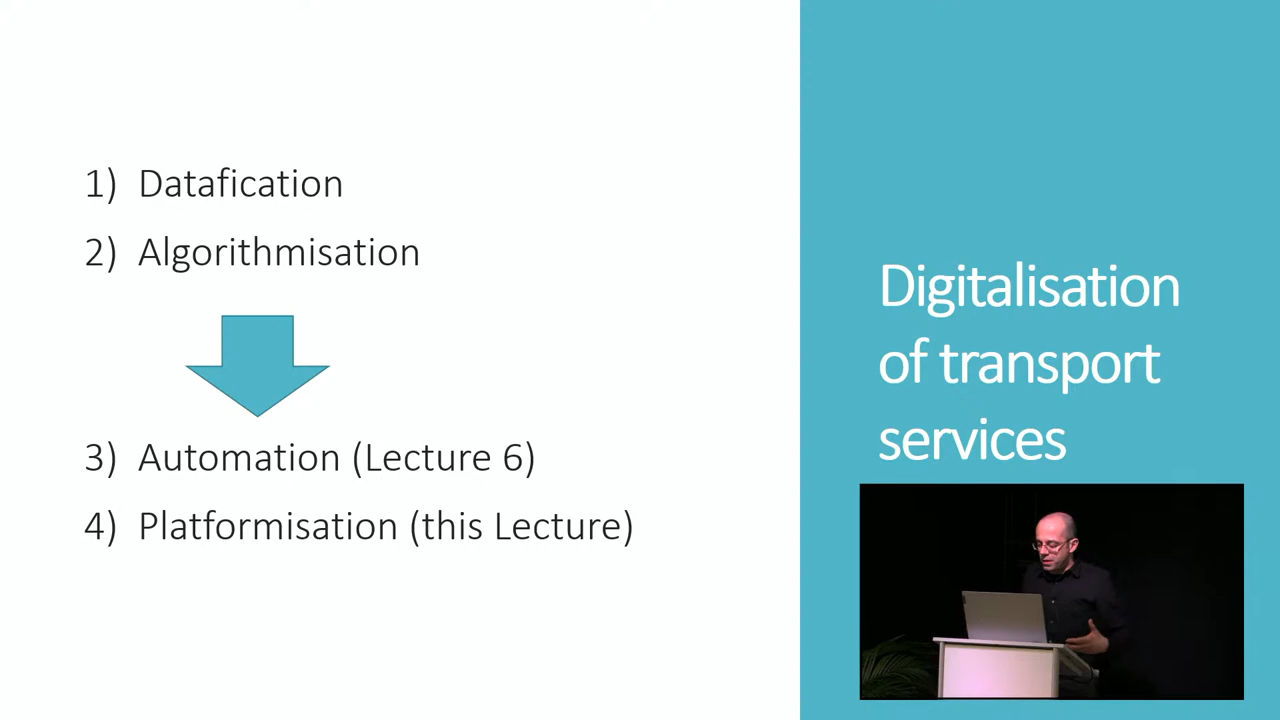 1) Datafication
2) Algorithmisation
3) Automation (Lecture 6)
4) Platformisation (this Lecture)
Digitalisation
of transport
services